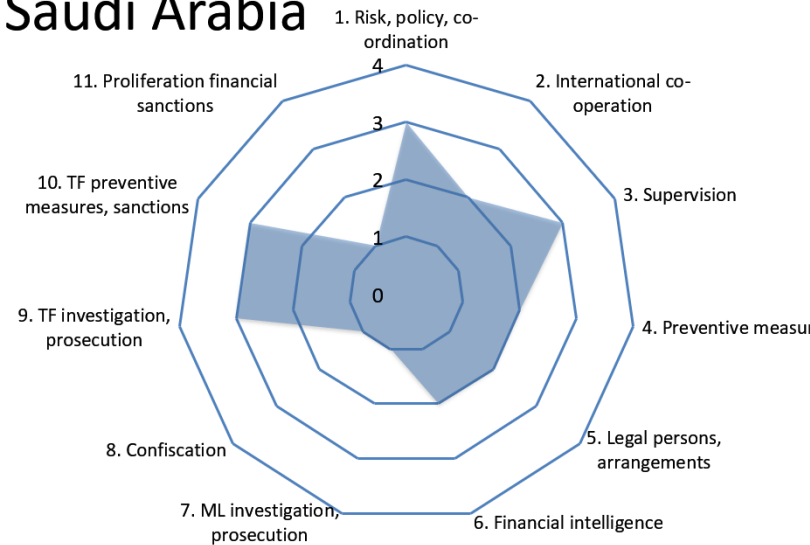 Saudi Arabia
1. Risk, policy, co-
ordination
2. International co-
operation
3. Supervision
4. Preventive measur
5. Legal persons,
arrangements
6. Financial intelligence
7. ML investigation,
prosecution
8. Confiscation
9. TF investigation,
prosecution
10. TF preventive
measures, sanctions
11. Proliferation financial
sanctions
4
3
2
1
0